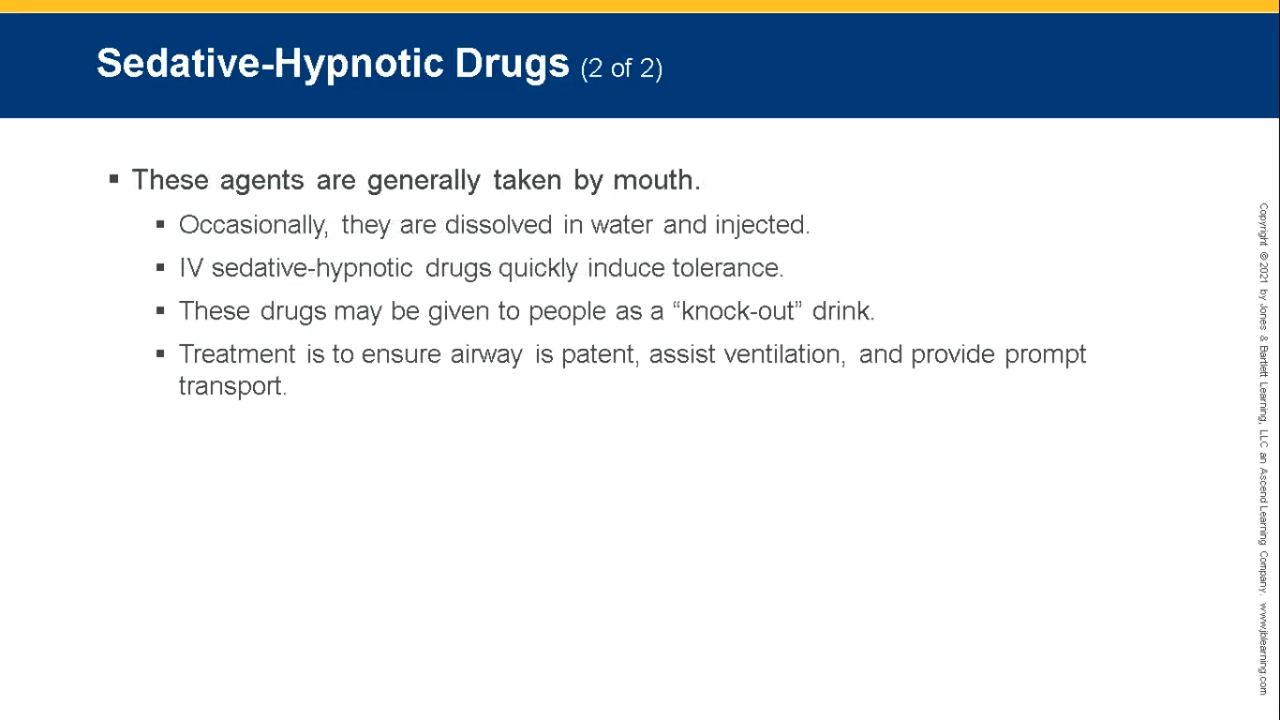 Sedative-Hypnotic Drugs (2 of 2)
▪ These agents are generally taken by mouth.
▪ Occasionally, they are dissolved in water and injected.
▪ IV sedative-hypnotic drugs quickly induce tolerance.
▪ These drugs may be given to people as a “knock-out” drink.
▪ Treatment is to ensure airway is patent, assist ventilation, and provide prompt
transport.
Copyright © 2021 by Jones & Bartlett Learning, LLC an Ascend Learning Company. www.jblearning.com